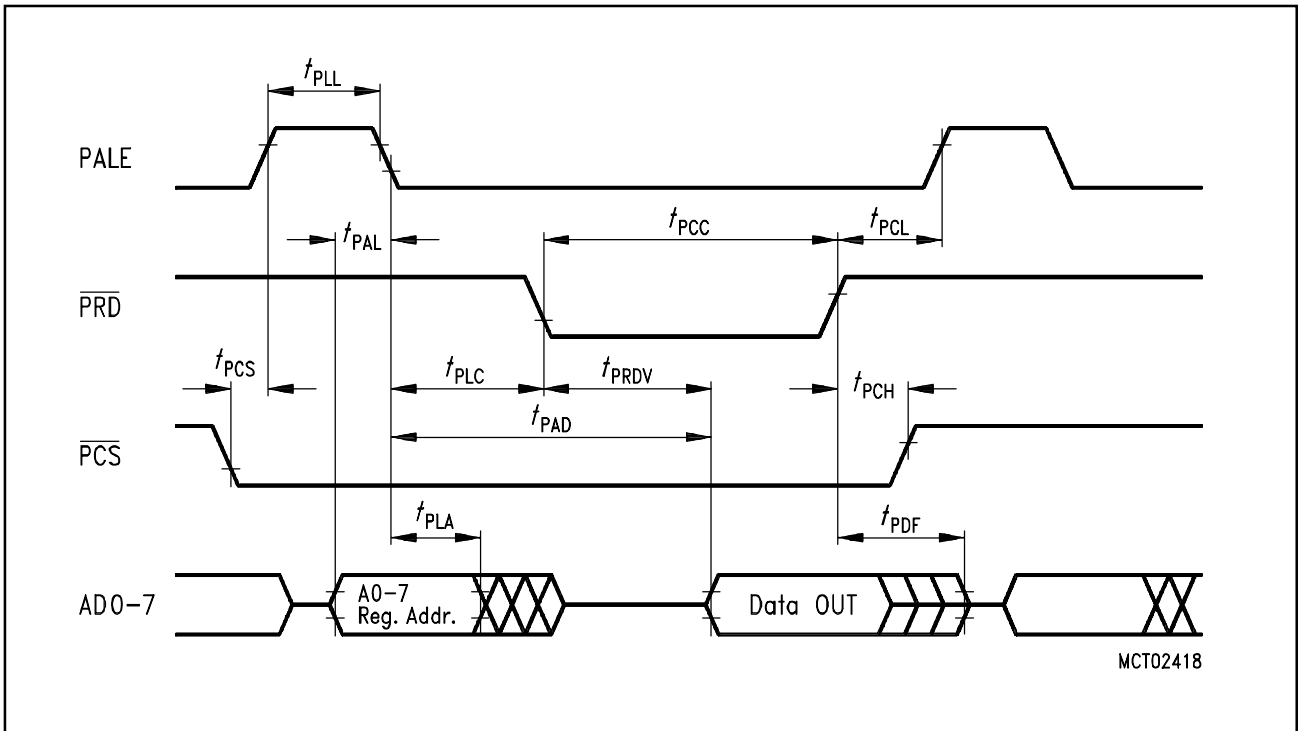 tPLL
PALE
tPAL
tPCC
tPCL
PRD
tPCS
tPLC
tPRDV
tPCH
tPAD
PCS
tPLA
tPDF
AD0-7
A0-7
Reg. Addr.
Data OUT
MCT02418